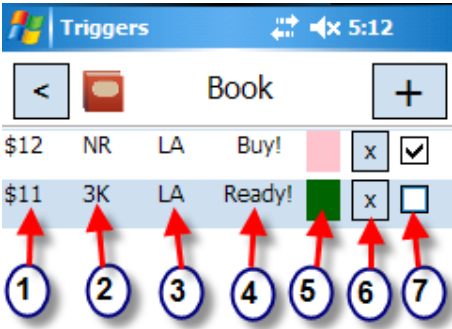 Triggers 5:12
< Book +
$12 NR LA Buy! x
$11 3K LA Ready! x
1 2 3 4 5 6 7